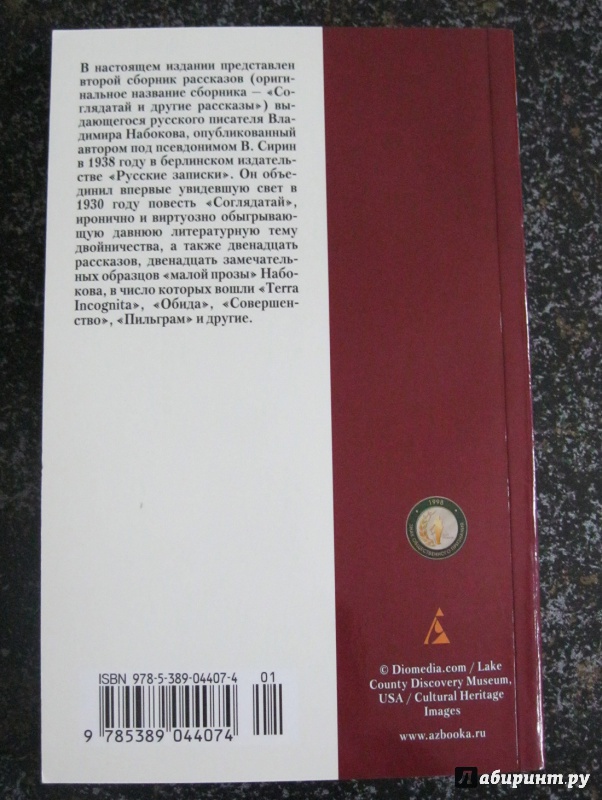 В настоящем издании представлен
второй сборник рассказов (ориги-
нальное название сборника – «Со-
глядатай и другие рассказы») вы-
дающегося русского писателя Вла-
димира Набокова, опубликованный
автором под псевдонимом В. Сирин
в 1938 году в берлинском издатель-
стве «Русские записки». Он объе-
динил впервые увидевшую свет в
1930 году повесть «Соглядатай»,
иронично и виртуозно обыгрываю-
щую давнюю литературную тему
двойничества, а также двенадцать
рассказов, двенадцать замечатель-
ных образцов «малой прозы» Набо-
кова, в число которых вошли «Terra
Incognita», «Обида», «Совершен-
ство», «Пильграм» и другие.
1998
ISBN 978-5-389-04407-4 01
9 785389 044074
© Diomedia.com / Lake
County Discovery Museum,
USA / Cultural Heritage
Images
www.azbooka.ru
Лабиринт.ру